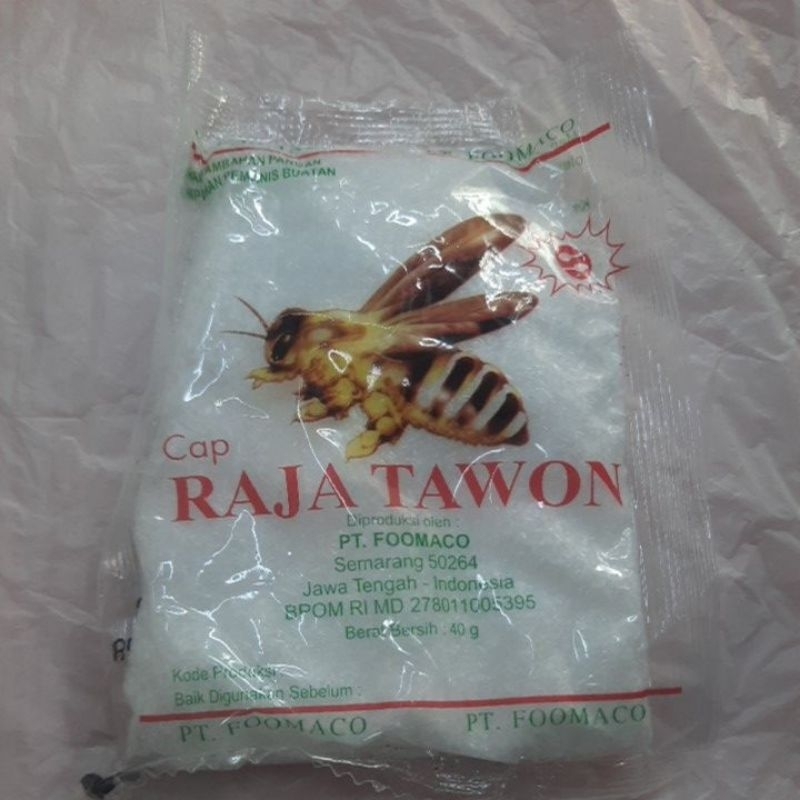 FOOMACO
TAMBAHAN PANGAN
PEMANIS BUATAN
Cap
RAJA TAWON
Diproduksi oleh :
PT. FOOMACO
Semarang 50264
Jawa Tengah - Indonesia
BPOM RI MD 278011005395
Berat Bersih : 40 g
Kode Produksi :
Baik Digunakan Sebelum :
PT. FOOMACO PT. FOOMACO